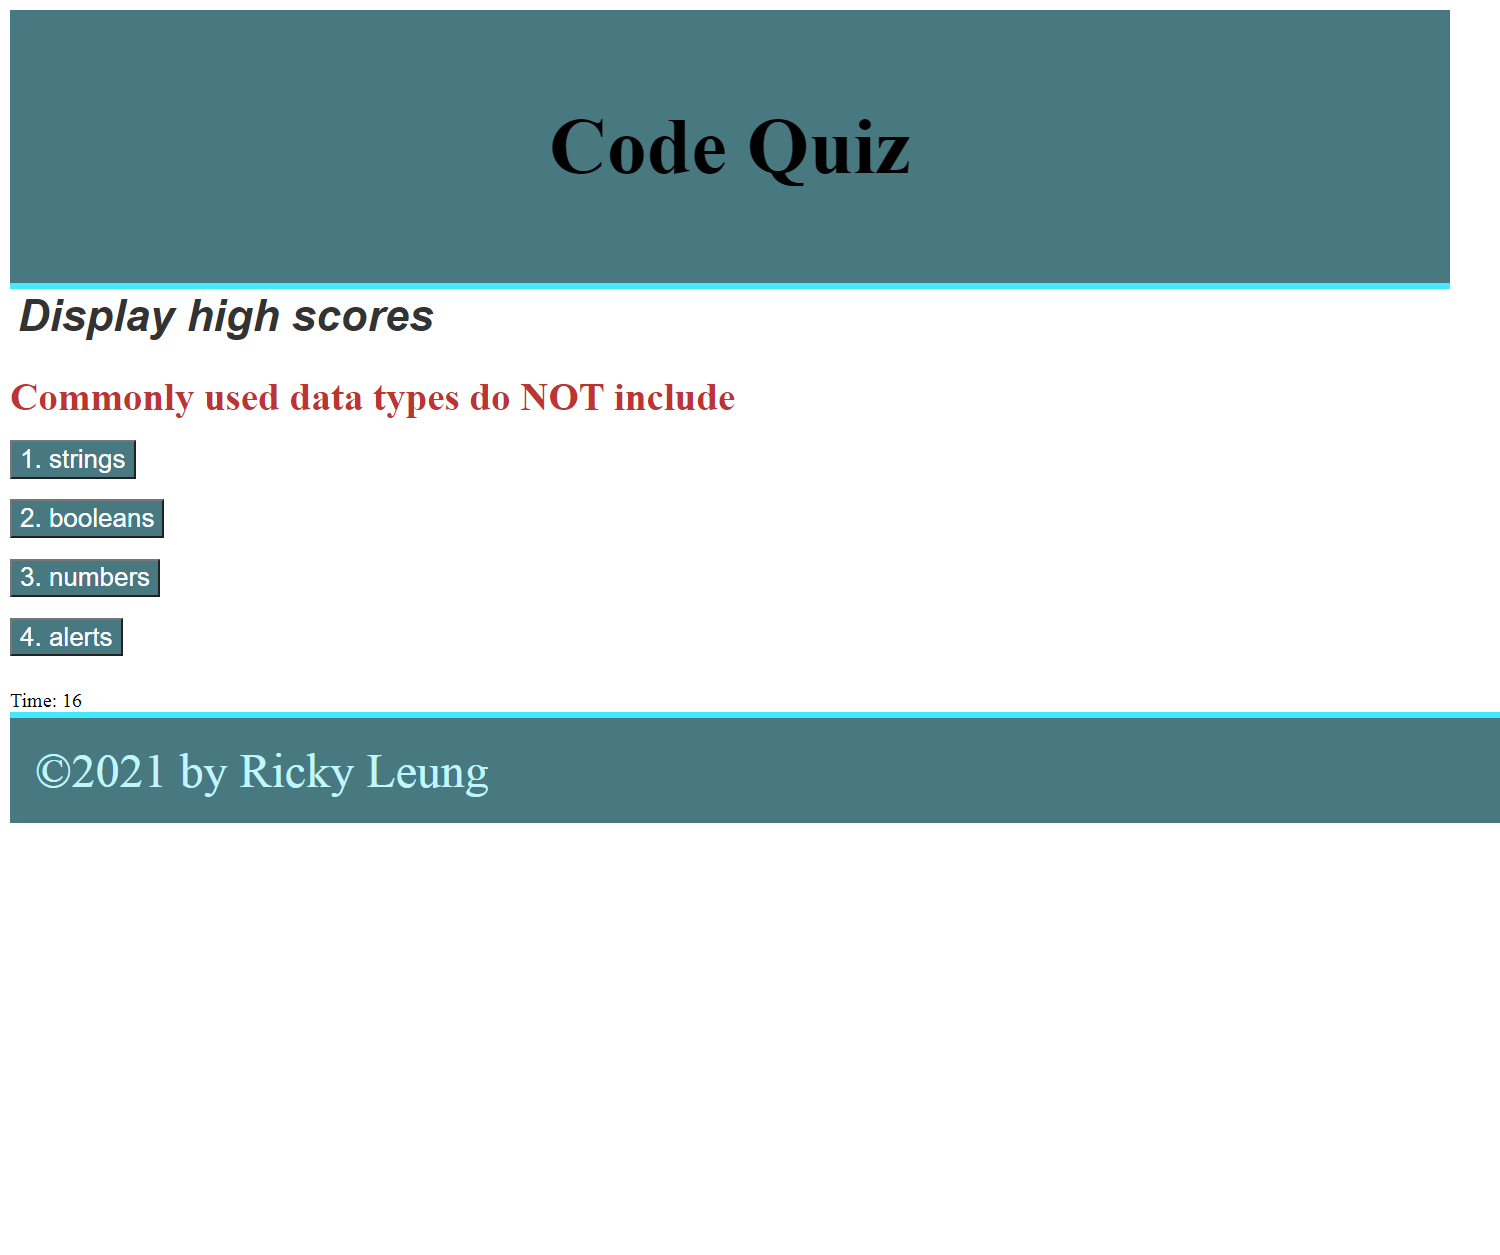 Code Quiz
Display high scores
Commonly used data types do NOT include
1. strings
2. booleans
3. numbers
4. alerts
Time: 16
©2021 by Ricky Leung